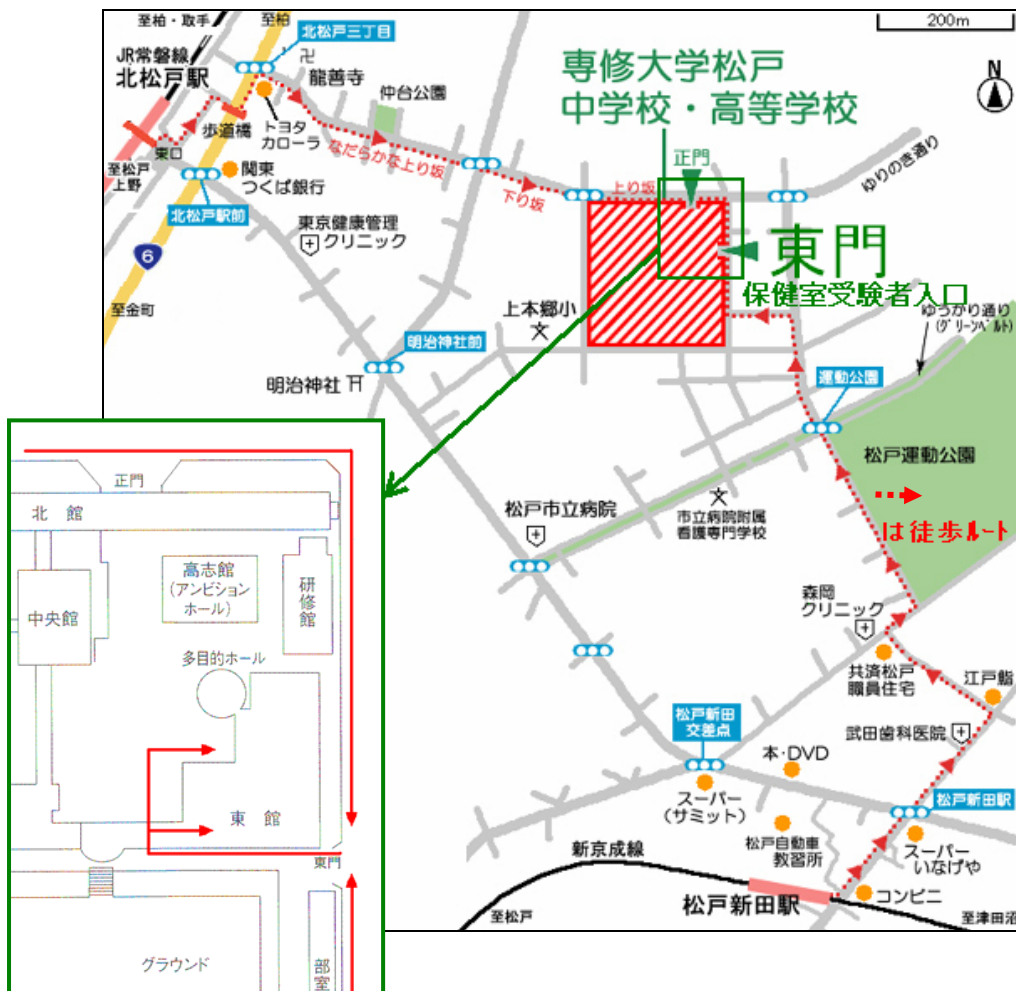 至柏・取手
至柏
200m
JR常磐線
北松戸駅
北松戸三丁目
卍
龍善寺
仲台公園
専修大学松戸
中学校・高等学校
N
歩道橋
トヨタ
カローラ
東口
至松戸
上野
関東
つくば銀行
北松戸駅前
なだらかな上り坂
下り坂
上り坂
正門
ゆりのき通り
東京健康管理
クリニック
6
至金町
東門
保健室受験者入口
上本郷小
ゆうかり通り
(グリーンベルト)
明治神社前
明治神社
運動公園
松戸運動公園
は徒歩ルート
松戸市立病院
市立病院附属
看護専門学校
森岡
クリニック
共済松戸
職員住宅
江戸鮨
武田歯科医院
松戸新田
交差点
本・DVD
スーパー
(サミット)
松戸新田駅
松戸自動車
教習所
スーパー
いなげや
新京成線
松戸新田駅
コンビニ
至松戸
至津田沼
正門
北館
高志館
(アンビション
ホール)
研修館
中央館
多目的ホール
東館
東門
グラウンド
部室